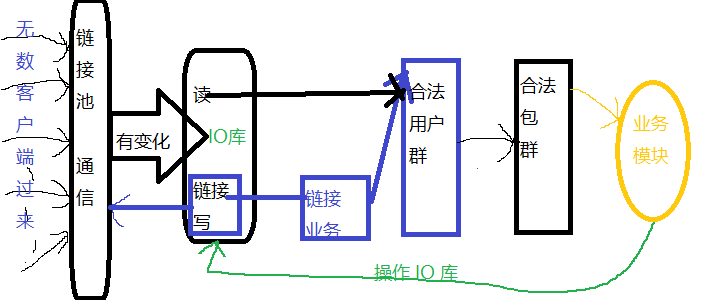 无数客户端过来
链接池 通信
有变化
读
IO库
链接
写
链接
业务
合法
用户
群
合法
包
群
业务
模块
操作 IO 库